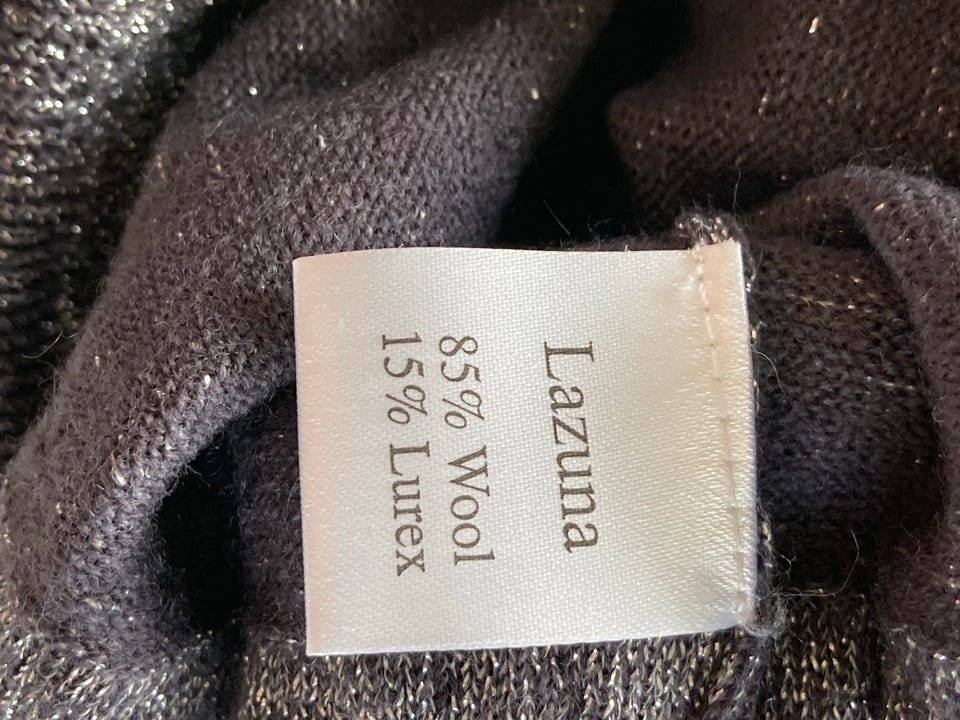 Lazuna
85% Wool
15% Lurex